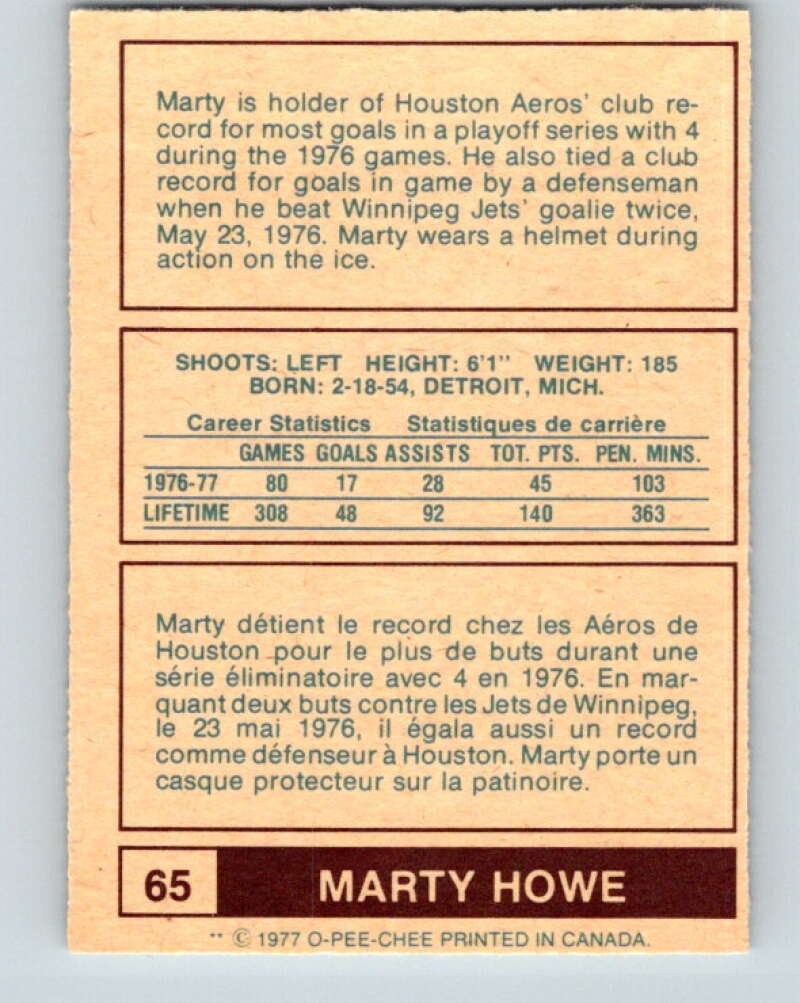 Marty is holder of Houston Aeros' club re-
cord for most goals in a playoff series with 4
during the 1976 games. He also tied a club
record for goals in game by a defenseman
when he beat Winnipeg Jets' goalie twice,
May 23, 1976. Marty wears a helmet during
action on the ice.
SHOOTS: LEFT HEIGHT: 6'1" WEIGHT: 185
BORN: 2-18-54, DETROIT, MICH.
Career Statistics Statistiques de carrière
GAMES GOALS ASSISTS TOT. PTS. PEN. MINS.
1976-77 80 17 28 45 103
LIFETIME 308 48 92 140 363
Marty détient le record chez les Aéros de
Houston pour le plus de buts durant une
série éliminatoire avec 4 en 1976. En mar-
quant deux buts contre les Jets de Winnipeg,
le 23 mai 1976, il égala aussi un record
comme défenseur à Houston. Marty porte un
casque protecteur sur la patinoire.
65 MARTY HOWE
** © 1977 O-PEE-CHEE PRINTED IN CANADA.